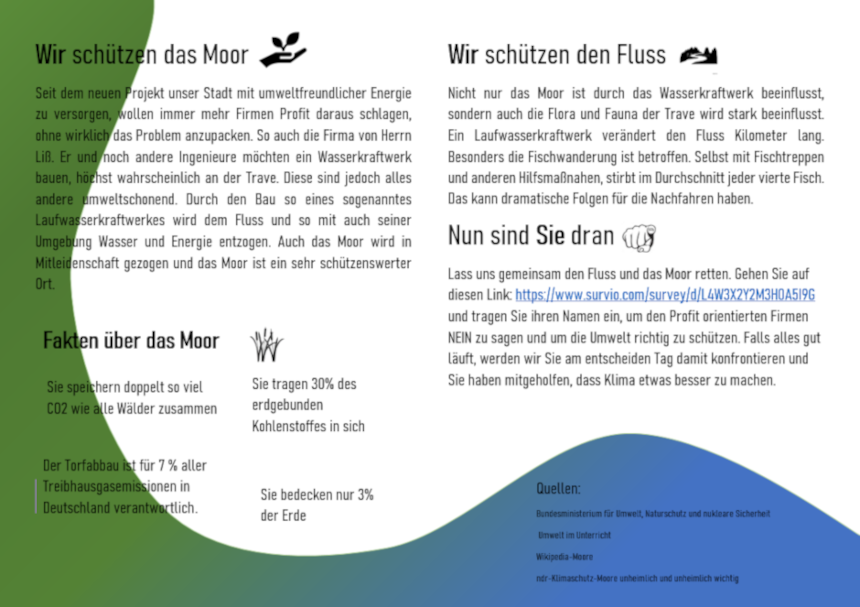 Wir schützen das Moor
Seit dem neuen Projekt unser Stadt mit umweltfreundlicher Energie
zu versorgen, wollen immer mehr Firmen Profit daraus schlagen,
ohne wirklich das Problem anzupacken. So auch die Firma von Herrn
Liß. Er und noch andere Ingenieure möchten ein Wasserkraftwerk
bauen, höchst wahrscheinlich an der Trave. Diese sind jedoch alles
andere umweltschonend. Durch den Bau so eines sogenanntes
Laufwasserkraftwerkes wird dem Fluss und so mit auch seiner
Umgebung Wasser und Energie entzogen. Auch das Moor wird in
Mitleidenschaft gezogen und das Moor ist ein sehr schützenswerter
Ort.
Fakten über das Moor
Sie speichern doppelt so viel
CO2 wie alle Wälder zusammen
Sie tragen 30% des
erdgebunden
Kohlenstoffes in sich
Der Torfabbau ist für 7 % aller
Treibhausgasemissionen in
Deutschland verantwortlich.
Sie bedecken nur 3%
der Erde
Wir schützen den Fluss
Nicht nur das Moor ist durch das Wasserkraftwerk beeinflusst,
sondern auch die Flora und Fauna der Trave wird stark beeinflusst.
Ein Laufwasserkraftwerk verändert den Fluss Kilometer lang.
Besonders die Fischwanderung ist betroffen. Selbst mit Fischtreppen
und anderen Hilfsmaßnahen, stirbt im Durchschnitt jeder vierte Fisch.
Das kann dramatische Folgen für die Nachfahren haben.
Nun sind Sie dran
Lass uns gemeinsam den Fluss und das Moor retten. Gehen Sie auf
diesen Link: https://www.survio.com/survey/d/L4W3X2Y2M3H0A5I9G
und tragen Sie ihren Namen ein, um den Profit orientierten Firmen
NEIN zu sagen und um die Umwelt richtig zu schützen. Falls alles gut
läuft, werden wir Sie am entscheiden Tag damit konfrontieren und
Sie haben mitgeholfen, dass Klima etwas besser zu machen.
Quellen:
Bundesministerium für Umwelt, Naturschutz und nukleare Sicherheit
Umwelt im Unterricht
Wikipedia-Moore
ndr-Klimaschutz-Moore unheimlich und unheimlich wichtig